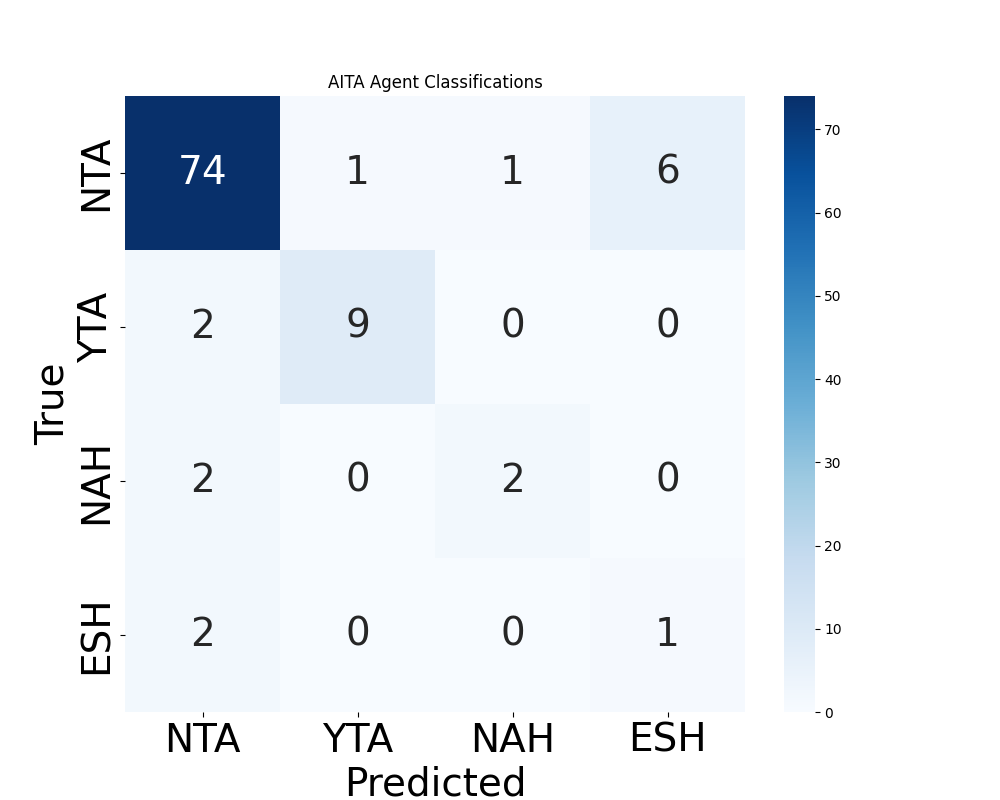 AITA Agent Classifications
True
NTA
74 1 1 6
YTA
2 9 0 0
NAH
2 0 2 0
ESH
2 0 0 1
NTA YTA NAH ESH
Predicted
70
60
50
40
30
20
10
0